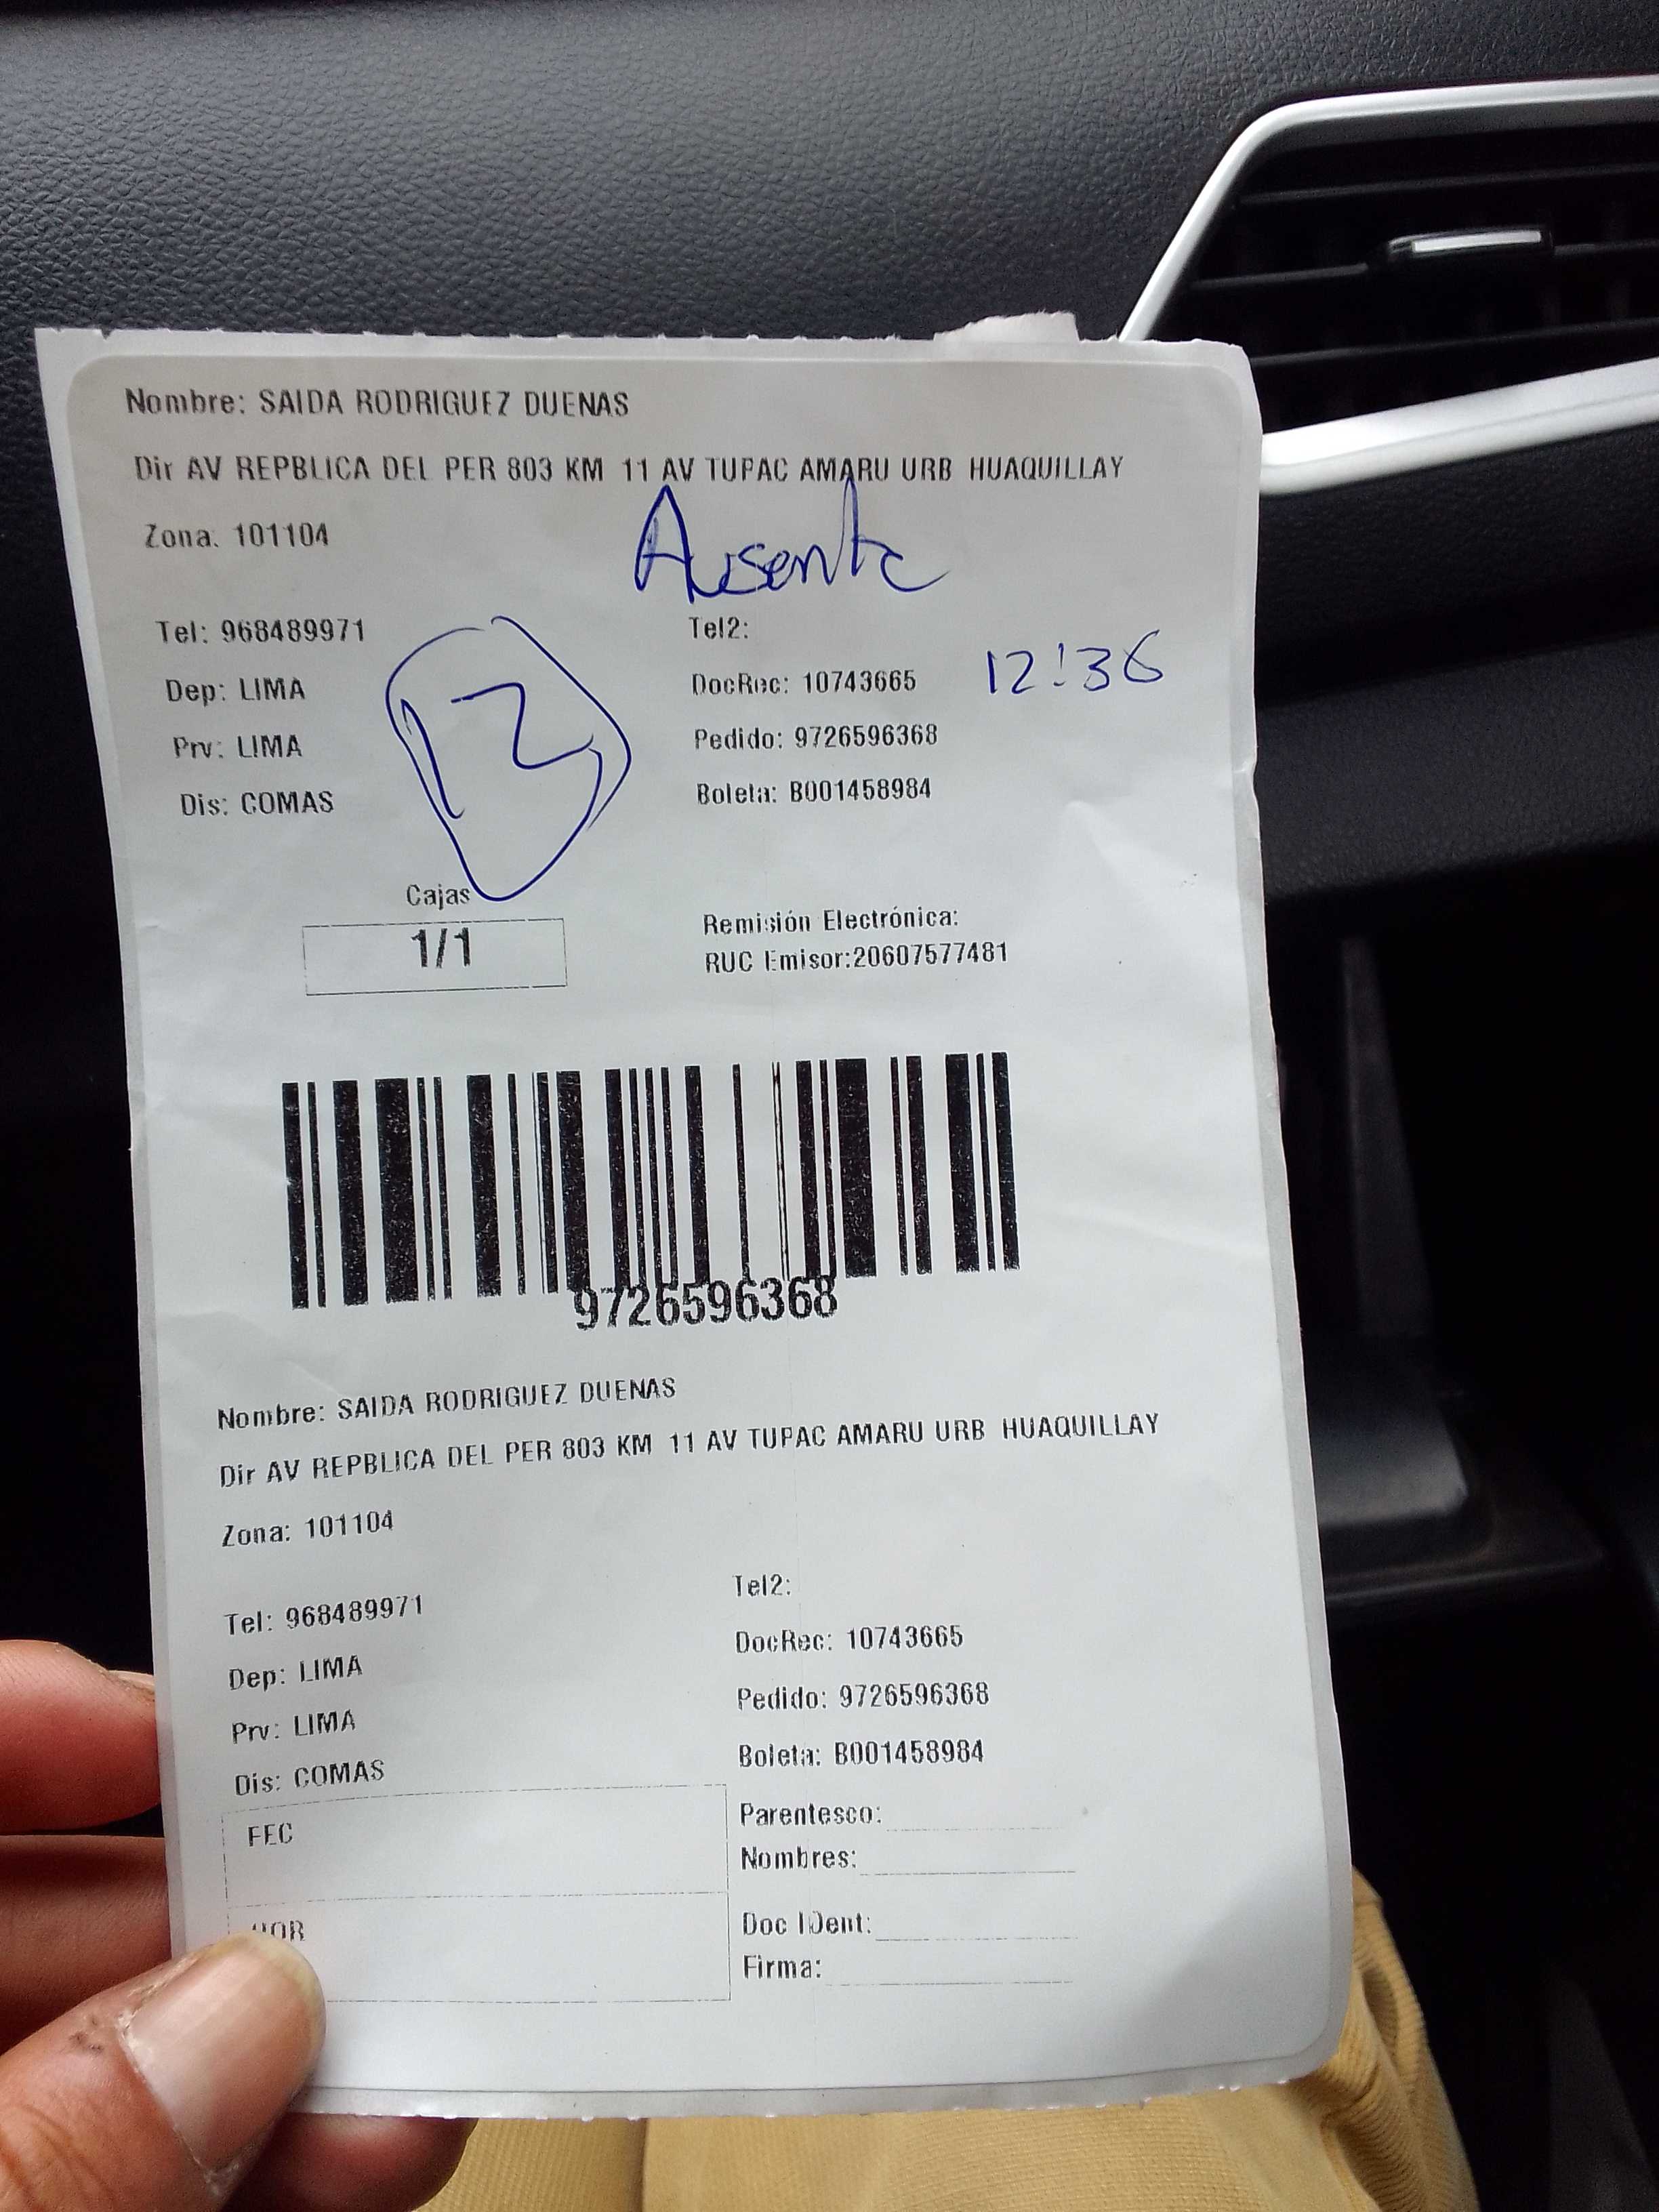 Nombre: SAIDA RODRIGUEZ DUENAS
Dir AV REPBLICA DEL PER 803 KM 11 AV TUPAC AMARU URB HUAQUILLAY
Zona: 101104
Ausente
Tel: 968489971 Tel2:
12:36
Dep: LIMA DocRec: 10743665
Prv: LIMA Pedido: 9726596368
Dis: COMAS Boleta: B001458984
Cajas
1/1
Remisión Electrónica:
RUC Emisor:20607577481
9726596368
Nombre: SAIDA RODRIGUEZ DUENAS
Dir AV REPBLICA DEL PER 803 KM 11 AV TUPAC AMARU URB HUAQUILLAY
Zona: 101104
Tel: 968489971 Tel2:
Dep: LIMA DocRec: 10743665
Prv: LIMA Pedido: 9726596368
Dis: COMAS Boleta: B001458984
FEC
HOR
Parentesco:
Nombres:
Doc IDent:
Firma: